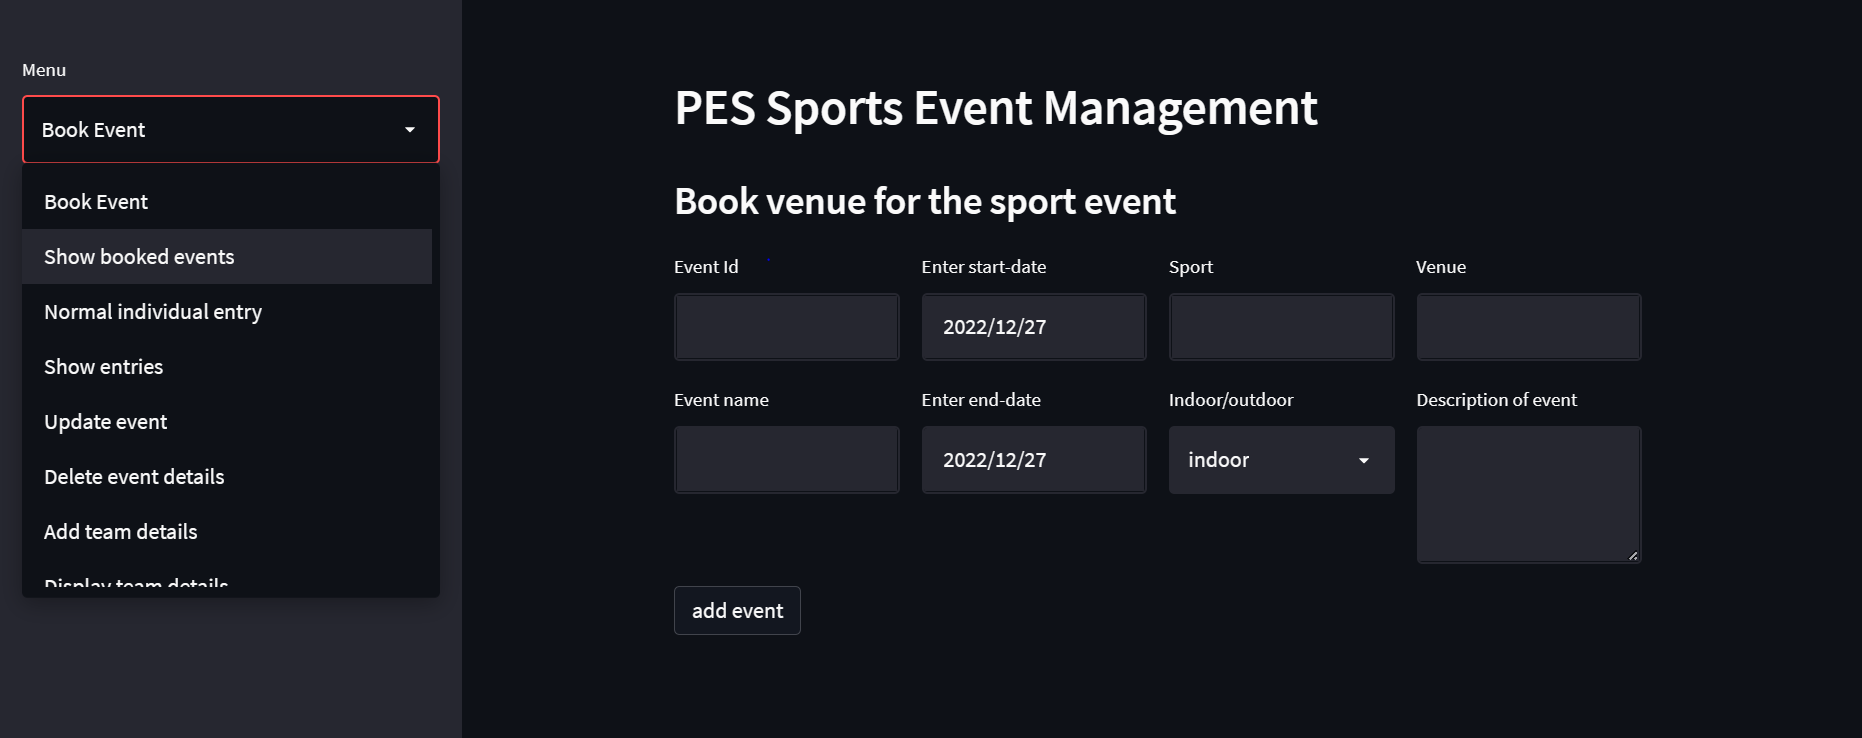 Menu
Book Event
Book Event
Show booked events
Normal individual entry
Show entries
Update event
Delete event details
Add team details
Display team details
PES Sports Event Management
Book venue for the sport event
Event Id
Enter start-date
Sport
Venue
2022/12/27
Event name
Enter end-date
Indoor/outdoor
Description of event
2022/12/27
indoor
add event